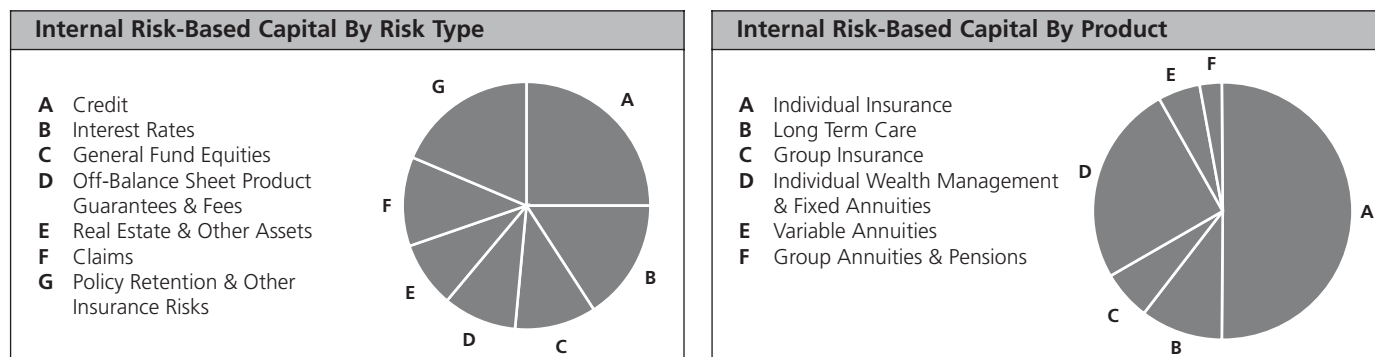 Internal Risk-Based Capital By Risk Type
A Credit
B Interest Rates
C General Fund Equities
D Off-Balance Sheet Product
Guarantees & Fees
E Real Estate & Other Assets
F Claims
G Policy Retention & Other
Insurance Risks
G
A
F
B
E
D
C
Internal Risk-Based Capital By Product
A Individual Insurance
B Long Term Care
C Group Insurance
D Individual Wealth Management
& Fixed Annuities
E Variable Annuities
F Group Annuities & Pensions
F
E
D
A
C
B